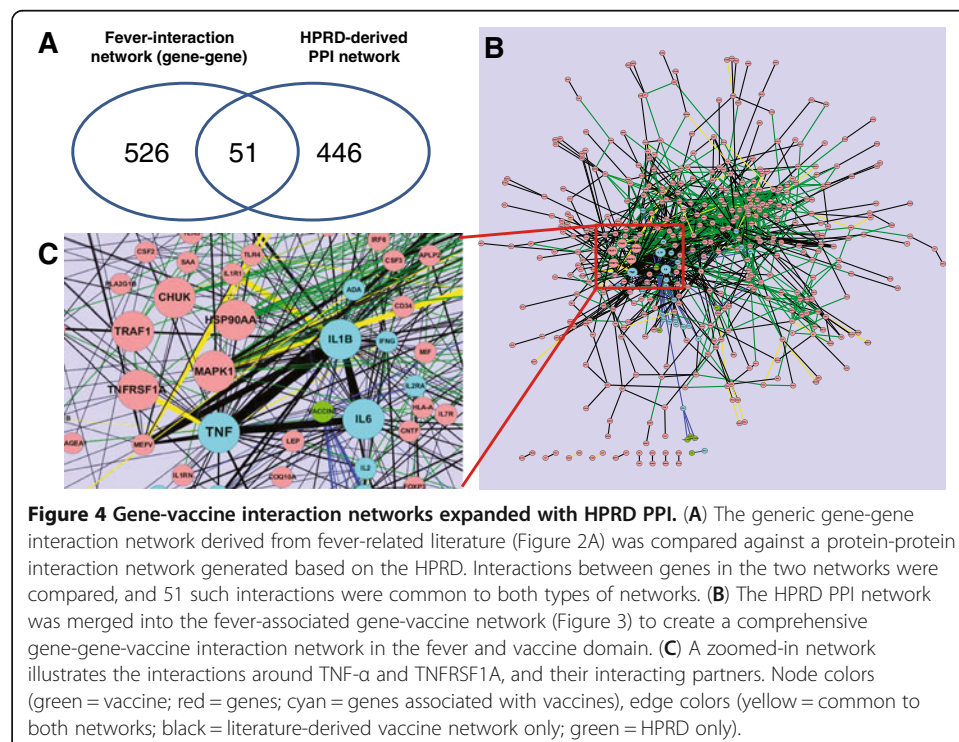 A
Fever-interaction network (gene-gene)
HPRD-derived PPI network
526
51
446
B
C
CSF2
SAA
TLR4
IL1R1
IRF6
CSF3
APLP2
CHUK
ADA
CD34
HSP90AA1
TRAF1
IL1B
IFNG
MAPK1
MIF
TNFRSF1A
IL2RA
VACCINE
HLA-A
IL7R
TNF
IL6
CNTF
MEFV
LEP
AGEA
IL2
IL1RN
COQ10A
FOXP3
Figure 4 Gene-vaccine interaction networks expanded with HPRD PPI. (A) The generic gene-gene
interaction network derived from fever-related literature (Figure 2A) was compared against a protein-protein
interaction network generated based on the HPRD. Interactions between genes in the two networks were
compared, and 51 such interactions were common to both types of networks. (B) The HPRD PPI network
was merged into the fever-associated gene-vaccine network (Figure 3) to create a comprehensive
gene-gene-vaccine interaction network in the fever and vaccine domain. (C) A zoomed-in network
illustrates the interactions around TNF-α and TNFRSF1A, and their interacting partners. Node colors
(green = vaccine; red = genes; cyan = genes associated with vaccines), edge colors (yellow = common to
both networks; black = literature-derived vaccine network only; green = HPRD only).